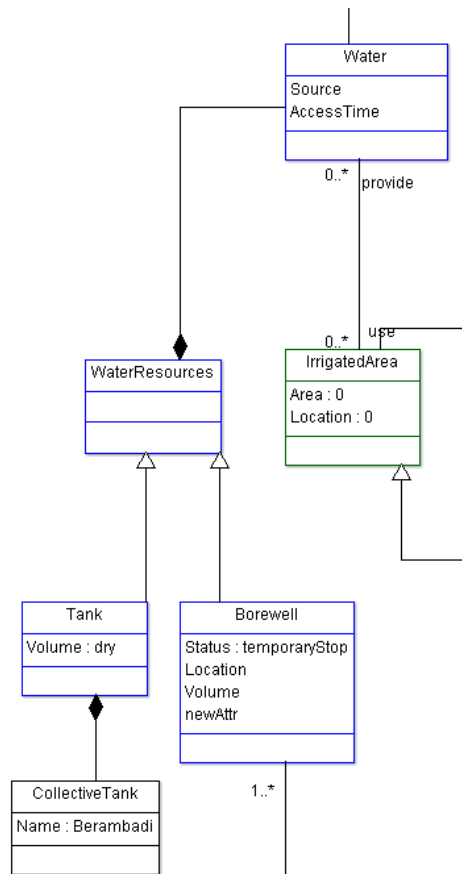 Water
Source
AccessTime
0..*
provide
0..*
use
WaterResources
IrrigatedArea
Area : 0
Location : 0
Tank
Volume : dry
Borewell
Status : temporaryStop
Location
Volume
newAttr
1..*
CollectiveTank
Name : Berambadi